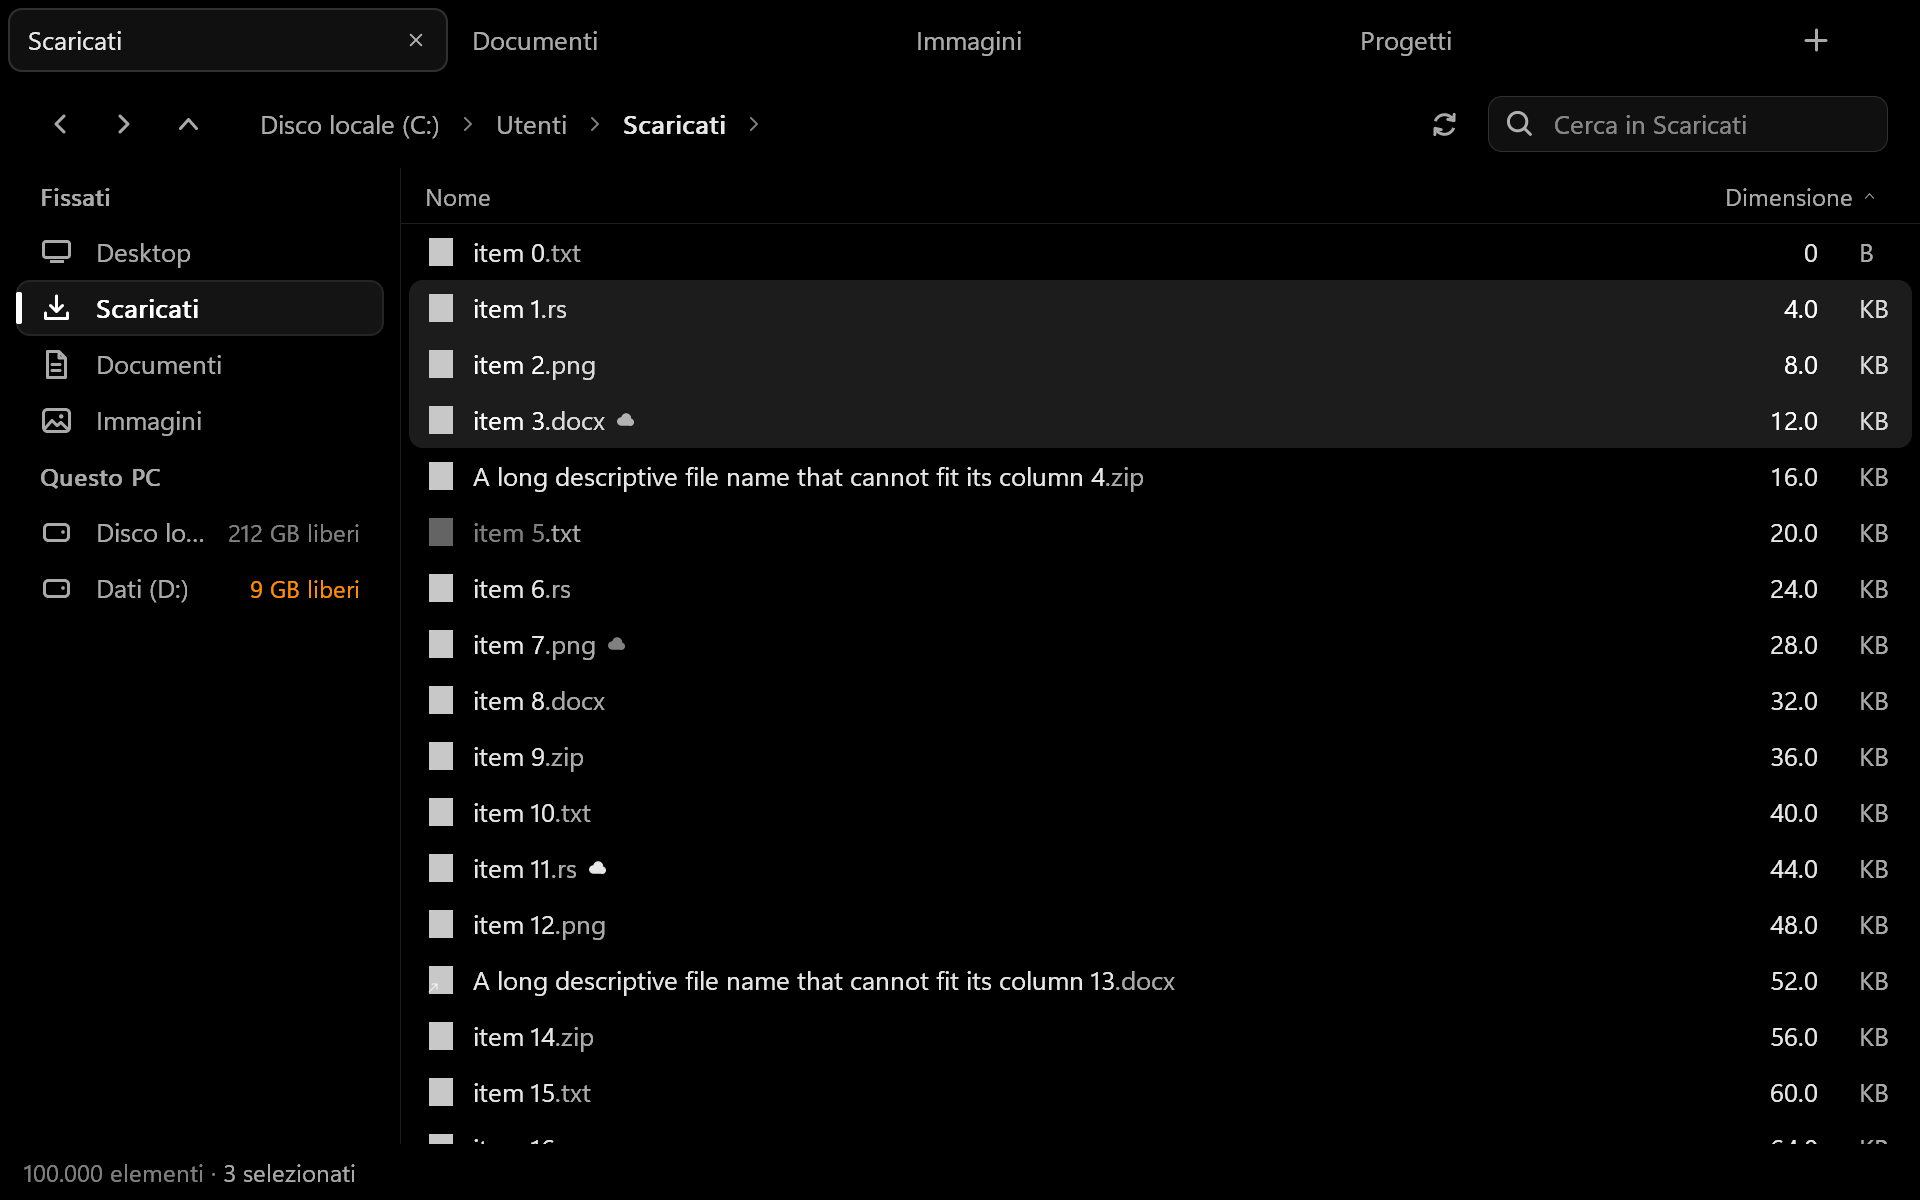 Scaricati Documenti Immagini Progetti
Disco locale (C:) Utenti Scaricati Cerca in Scaricati
Fissati
Desktop
Scaricati
Documenti
Immagini
Questo PC
Disco lo... 212 GB liberi
Dati (D:) 9 GB liberi
Nome Dimensione
item 0.txt 0 B
item 1.rs 4.0 KB
item 2.png 8.0 KB
item 3.docx 12.0 KB
A long descriptive file name that cannot fit its column 4.zip 16.0 KB
item 5.txt 20.0 KB
item 6.rs 24.0 KB
item 7.png 28.0 KB
item 8.docx 32.0 KB
item 9.zip 36.0 KB
item 10.txt 40.0 KB
item 11.rs 44.0 KB
item 12.png 48.0 KB
A long descriptive file name that cannot fit its column 13.docx 52.0 KB
item 14.zip 56.0 KB
item 15.txt 60.0 KB
100.000 elementi · 3 selezionati